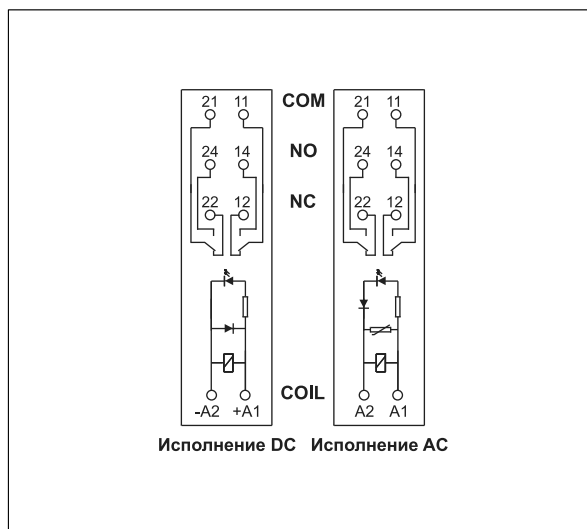 21 11 COM 21 11
24 14 NO 24 14
22 12 NC 22 12
-A2 +A1 COIL A2 A1
Исполнение DC Исполнение AC